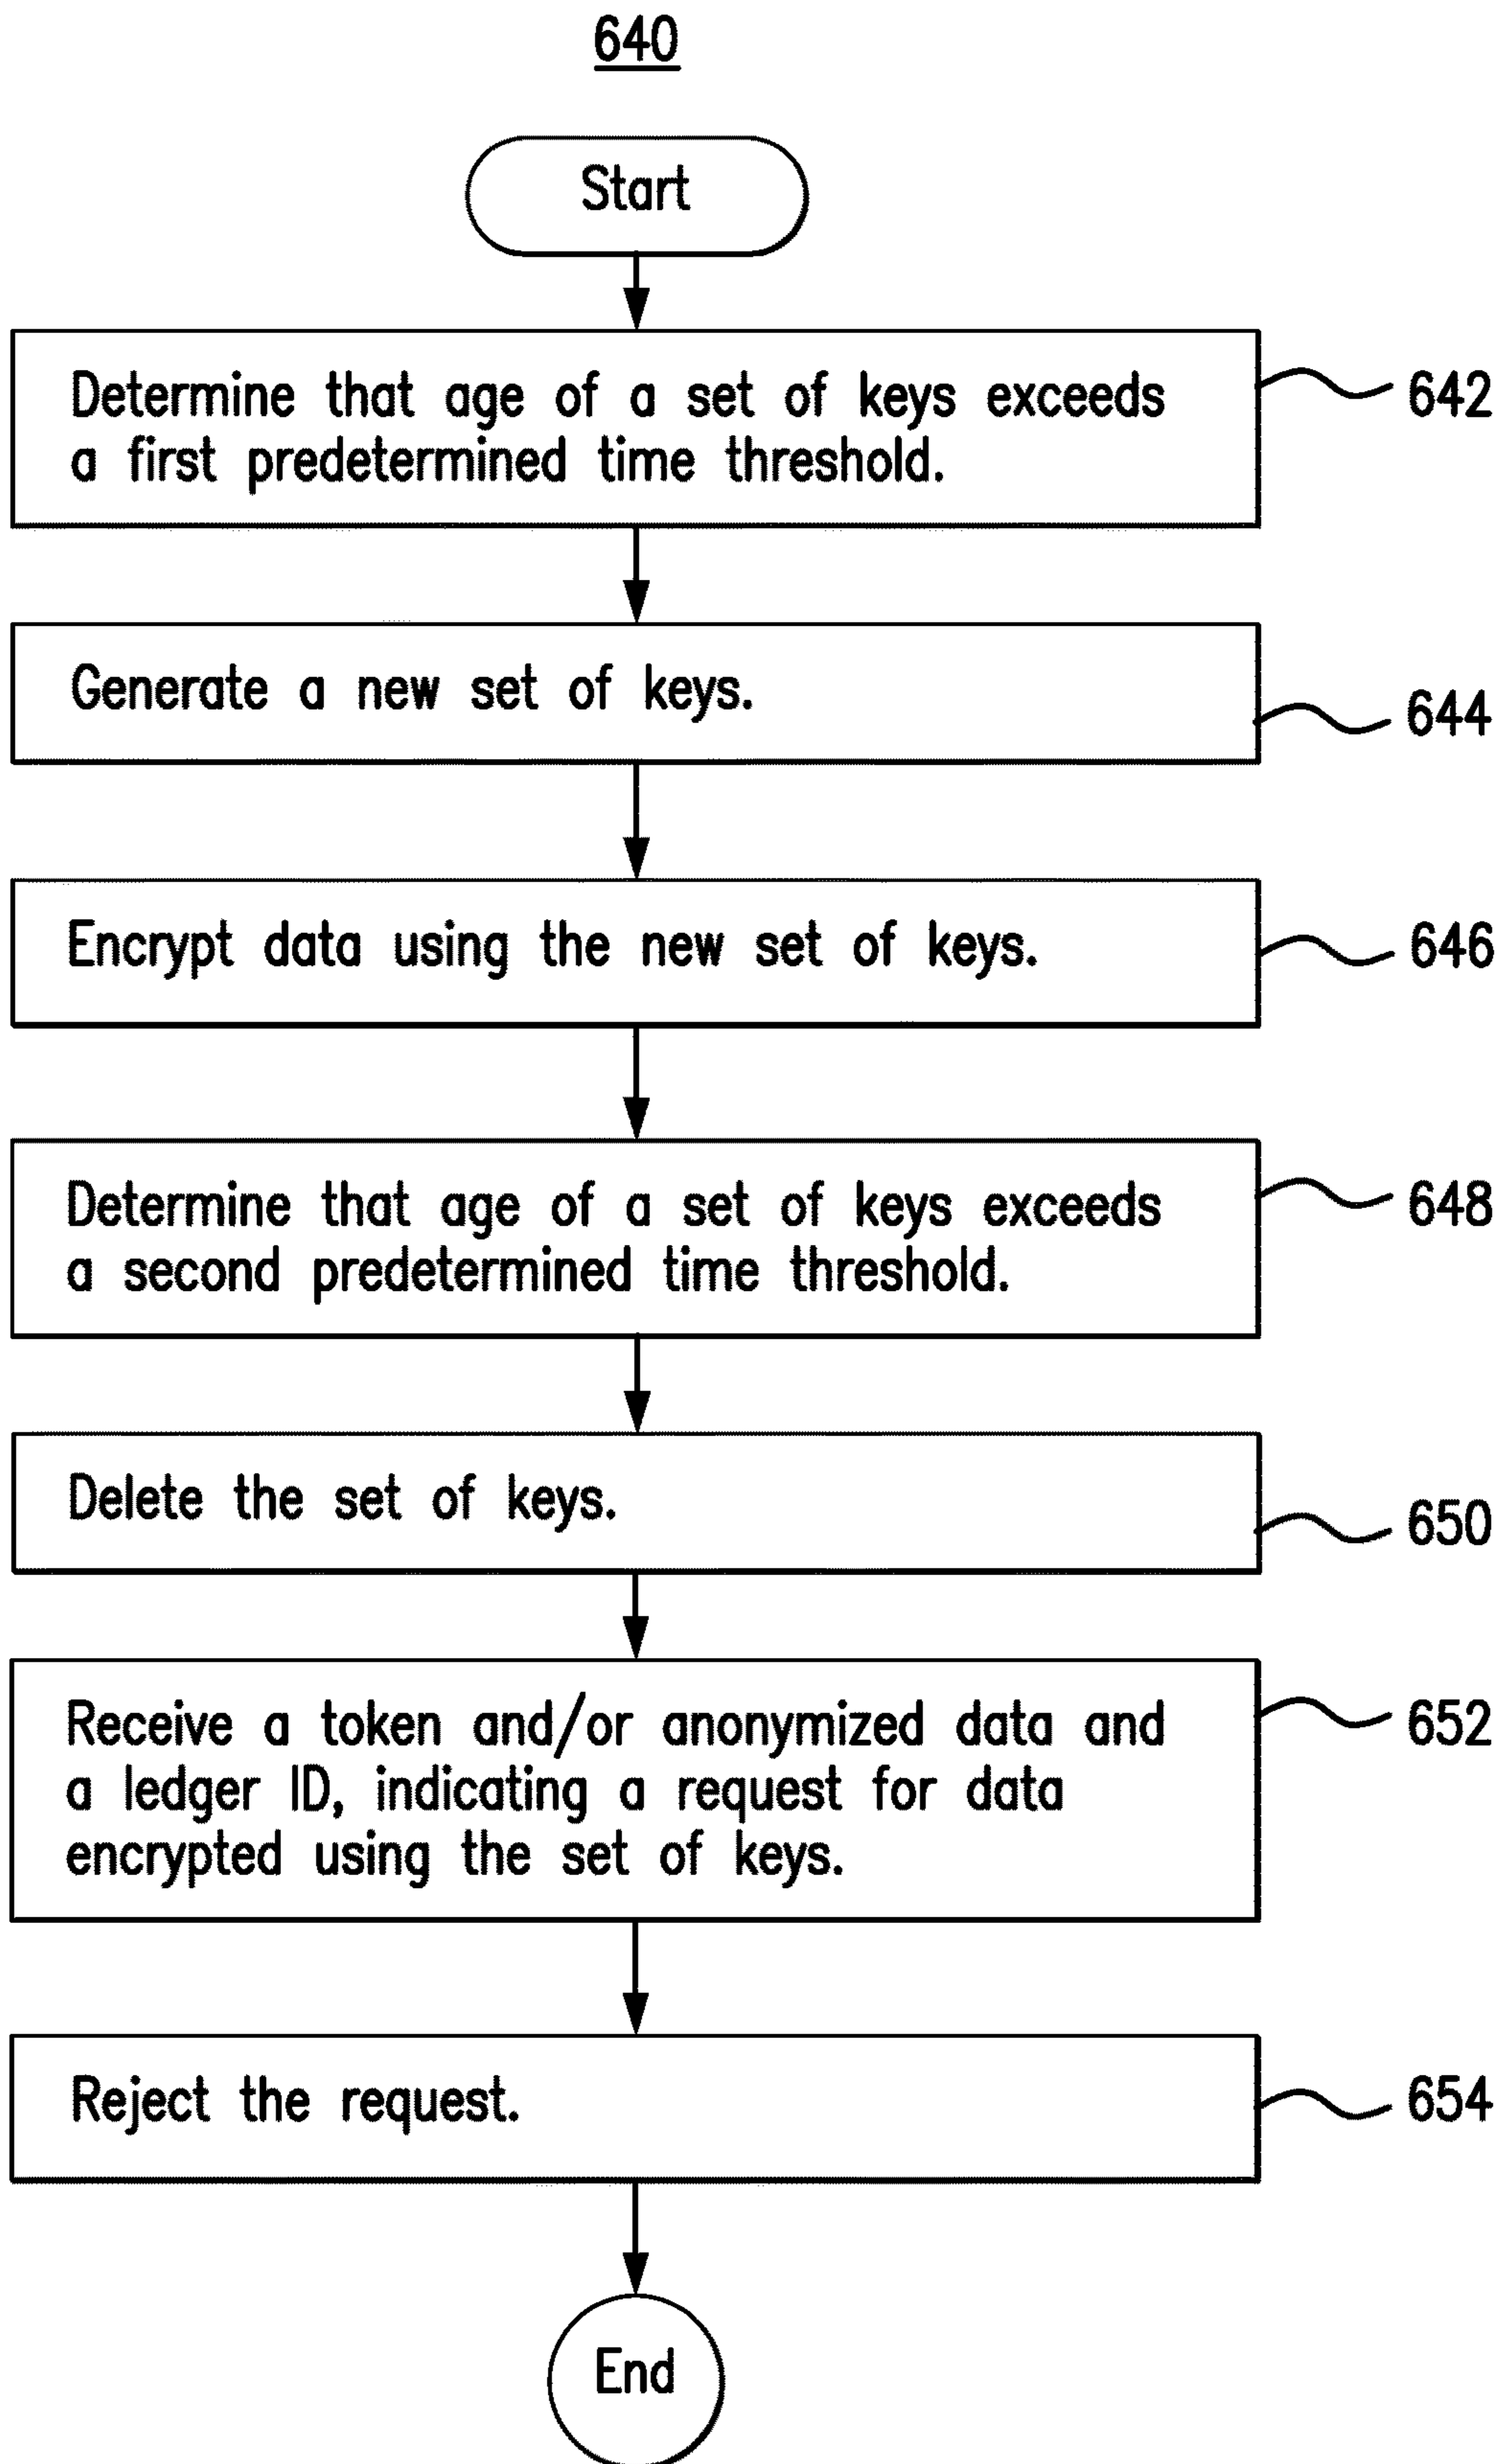 640
Start
Determine that age of a set of keys exceeds
a first predetermined time threshold.
642
Generate a new set of keys.
644
Encrypt data using the new set of keys.
646
Determine that age of a set of keys exceeds
a second predetermined time threshold.
648
Delete the set of keys.
650
Receive a token and/or anonymized data and
a ledger ID, indicating a request for data
encrypted using the set of keys.
652
Reject the request.
654
End